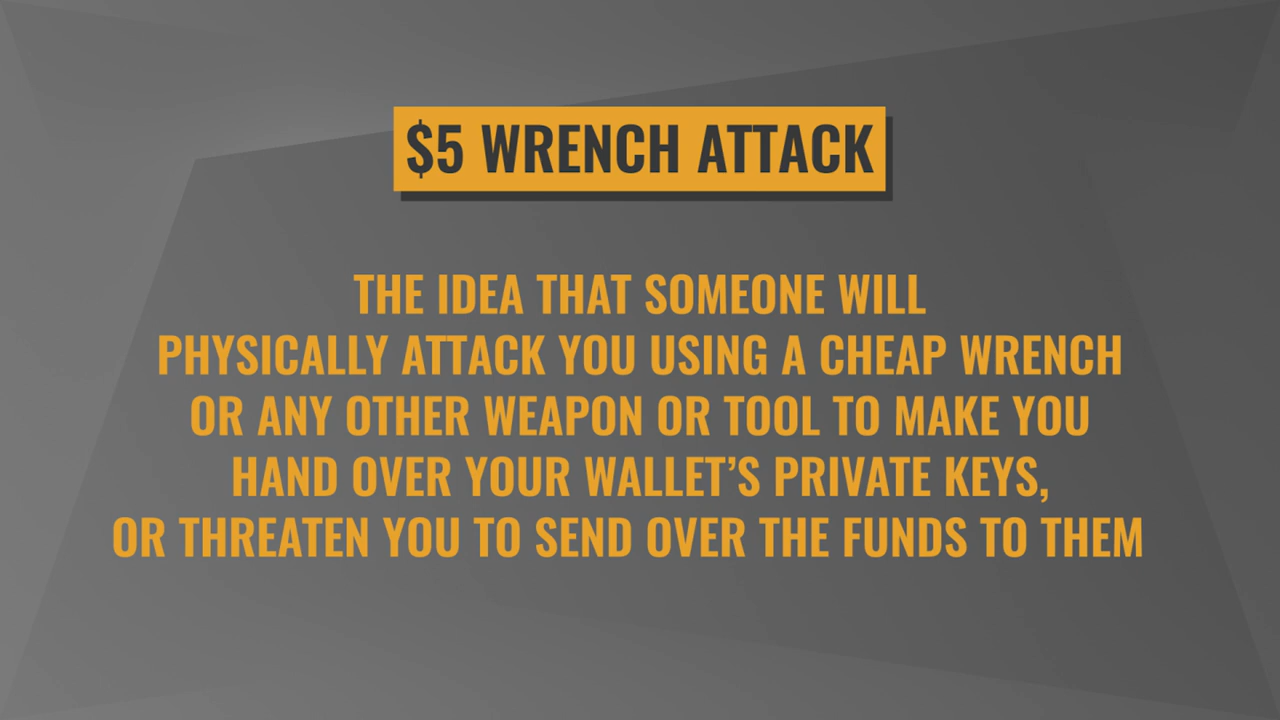 $5 WRENCH ATTACK
THE IDEA THAT SOMEONE WILL
PHYSICALLY ATTACK YOU USING A CHEAP WRENCH
OR ANY OTHER WEAPON OR TOOL TO MAKE YOU
HAND OVER YOUR WALLET’S PRIVATE KEYS,
OR THREATEN YOU TO SEND OVER THE FUNDS TO THEM